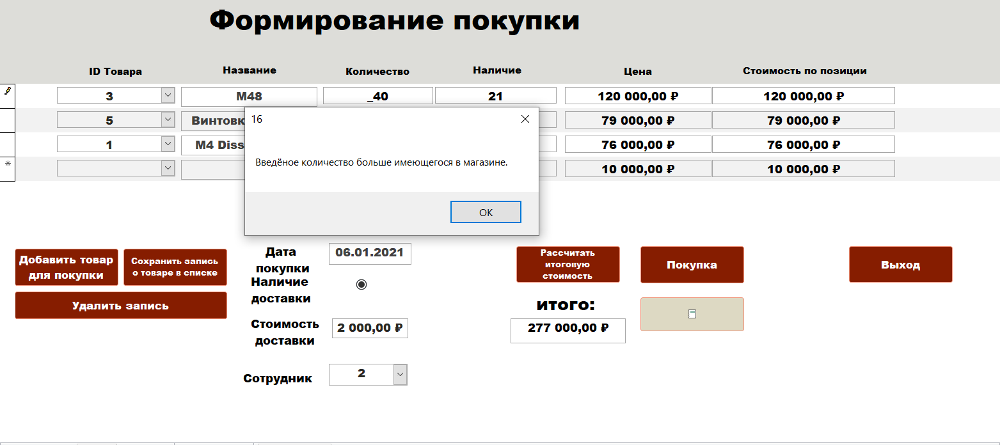 Формирование покупки
ID Товара Название Количество Наличие Цена Стоимость по позиции
3 M48 _40 21 120 000,00 ₽ 120 000,00 ₽
5 Винтовк 79 000,00 ₽ 79 000,00 ₽
1 M4 Diss 76 000,00 ₽ 76 000,00 ₽
10 000,00 ₽ 10 000,00 ₽
16
Введёное количество больше имеющегося в магазине.
OK
Добавить товар
для покупки
Сохранить запись
о товаре в списке
Удалить запись
Дата
покупки
06.01.2021
Наличие
доставки
Стоимость
доставки
2 000,00 ₽
Сотрудник
2
Рассчитать
итоговую
стоимость
Покупка
Выход
итого:
277 000,00 ₽